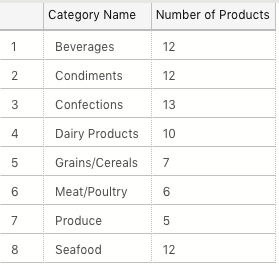 Category Name Number of Products
1 Beverages 12
2 Condiments 12
3 Confections 13
4 Dairy Products 10
5 Grains/Cereals 7
6 Meat/Poultry 6
7 Produce 5
8 Seafood 12